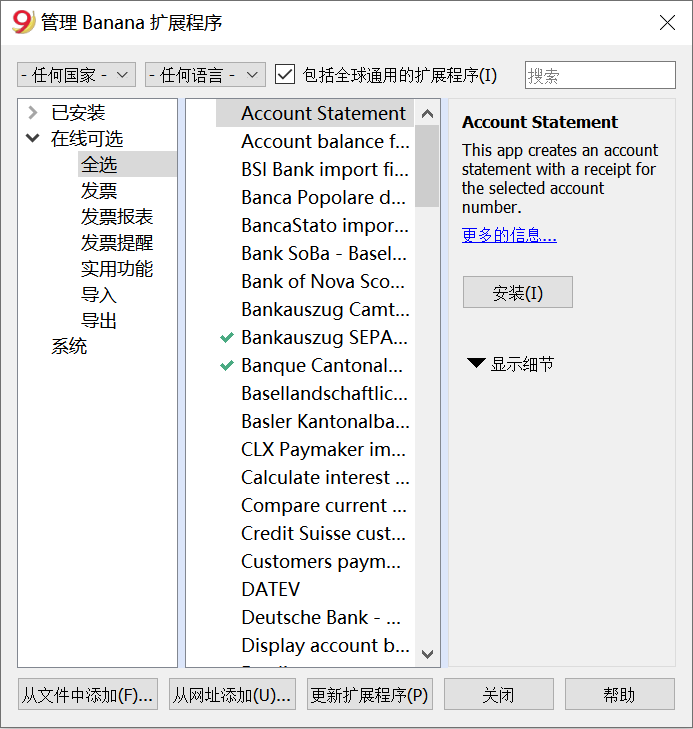 管理 Banana 扩展程序
- 任何国家 -
- 任何语言 -
包括全球通用的扩展程序(I)
搜索
已安装
在线可选
全选
发票
发票报表
发票提醒
实用功能
导入
导出
系统
Account Statement
Account balance f...
BSI Bank import fi...
Banca Popolare d...
BancaStato impor...
Bank SoBa - Basel...
Bank of Nova Sco...
Bankauszug Camt...
Bankauszug SEPA...
Banque Cantonal...
Basellandschaftlic...
Basler Kantonalba...
CLX Paymaker im...
Calculate interest ...
Compare current ...
Credit Suisse cust...
Customers paym...
DATEV
Deutsche Bank - ...
Display account b...
Account Statement
This app creates an account
statement with a receipt for
the selected account
number.
更多的信息...
安装(I)
显示细节
从文件中添加(F)...
从网址添加(U)...
更新扩展程序(P)
关闭
帮助